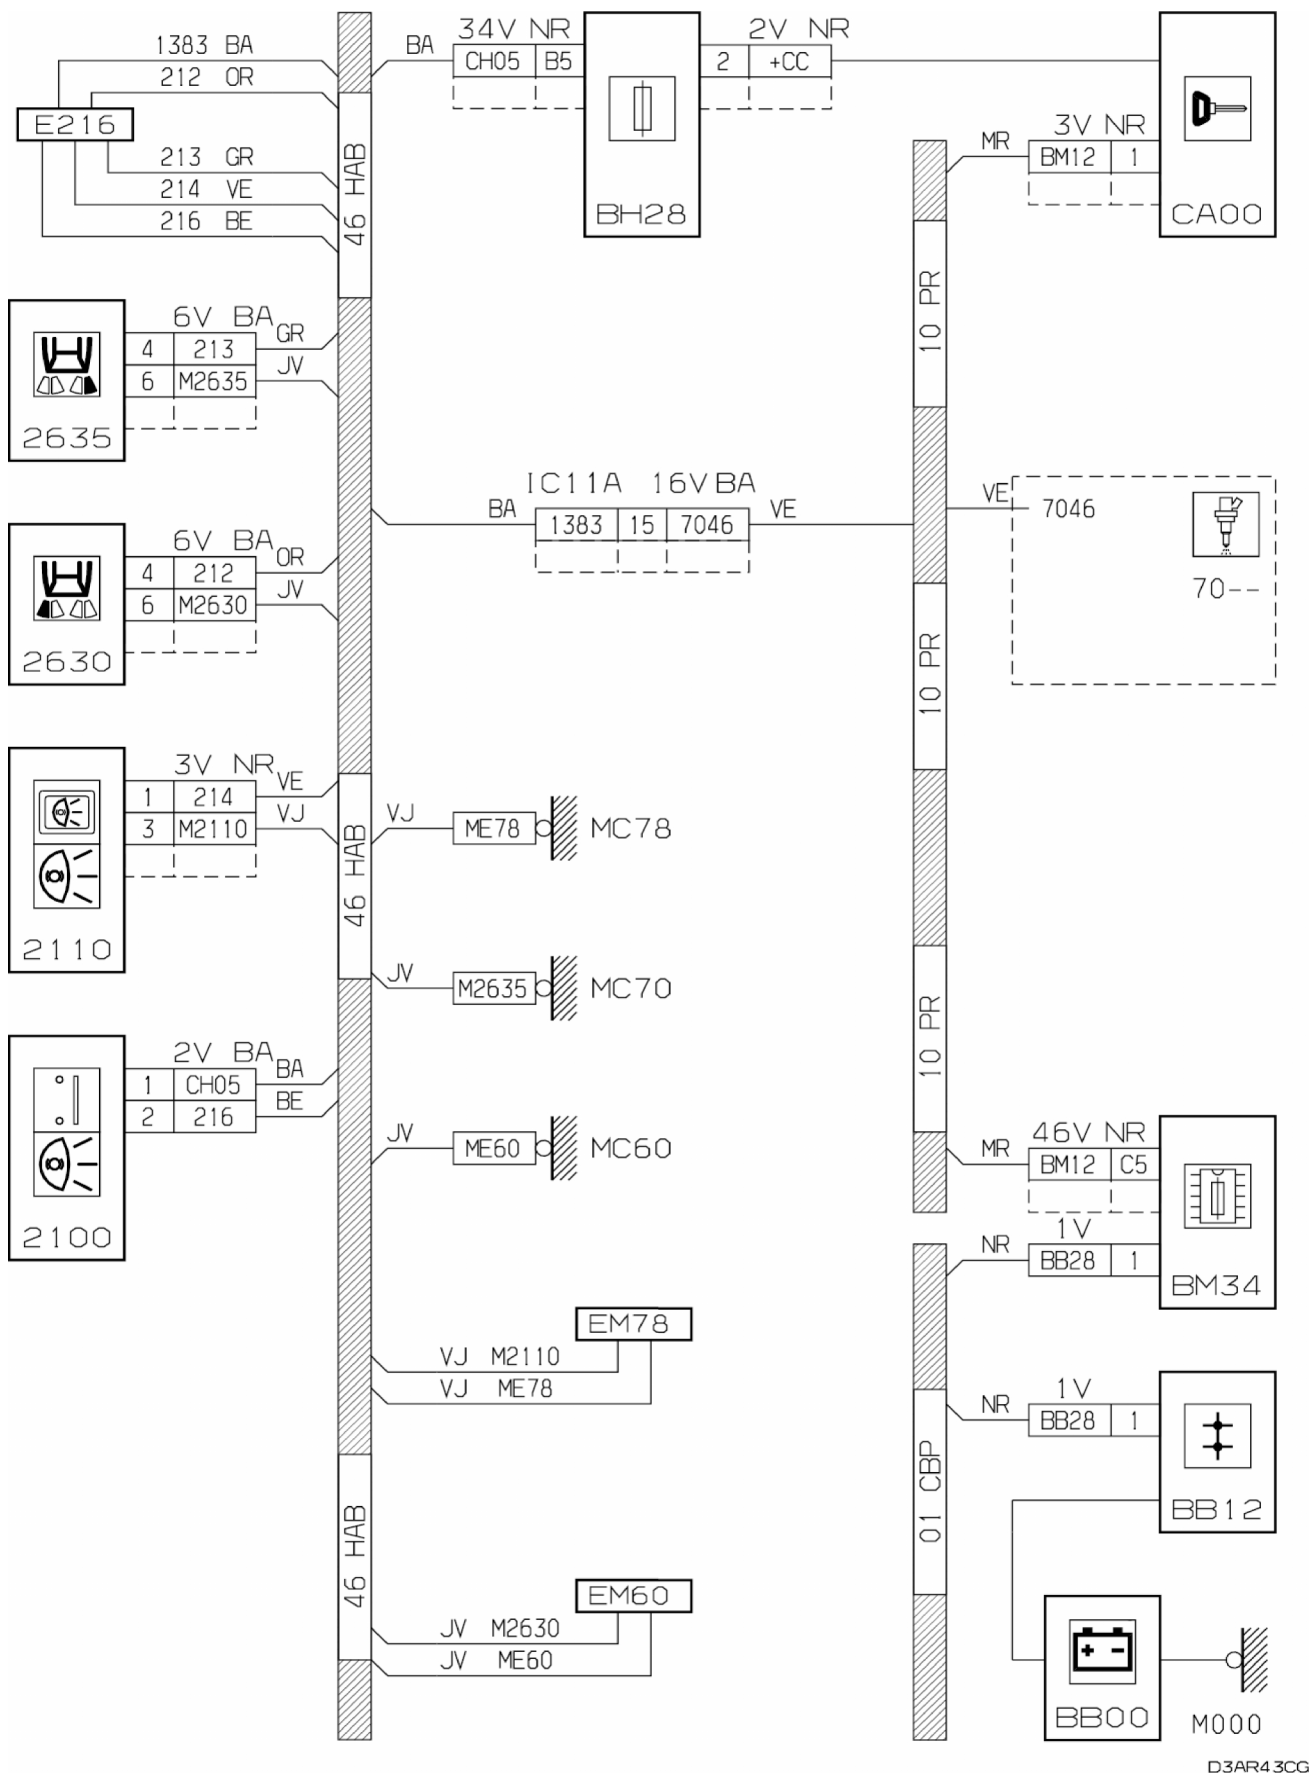 1383 BA
212 OR
E216
213 GR
214 VE
216 BE
46 HAB
BA
34V NR
CH05 B5
BH28
2V NR
2 +CC
CA00
MR
3V NR
BM12 1
10 PR
2635
6V BA
4 213 GR
6 M2635 JV
BA
IC11A 16V BA
1383 15 7046
VE
VE
7046
70--
2630
6V BA
4 212 OR
6 M2630 JV
10 PR
2110
3V NR
1 214 VE
3 M2110 VJ
46 HAB
VJ
ME78
MC78
JV
M2635
MC70
10 PR
2100
2V BA
1 CH05 BA
2 216 BE
JV
ME60
MC60
MR
46V NR
BM12 C5
NR
1V
BB28 1
BM34
EM78
VJ M2110
VJ ME78
NR
1V
BB28 1
BB12
01 CBP
46 HAB
EM60
JV M2630
JV ME60
BB00
M000
D3AR43CG